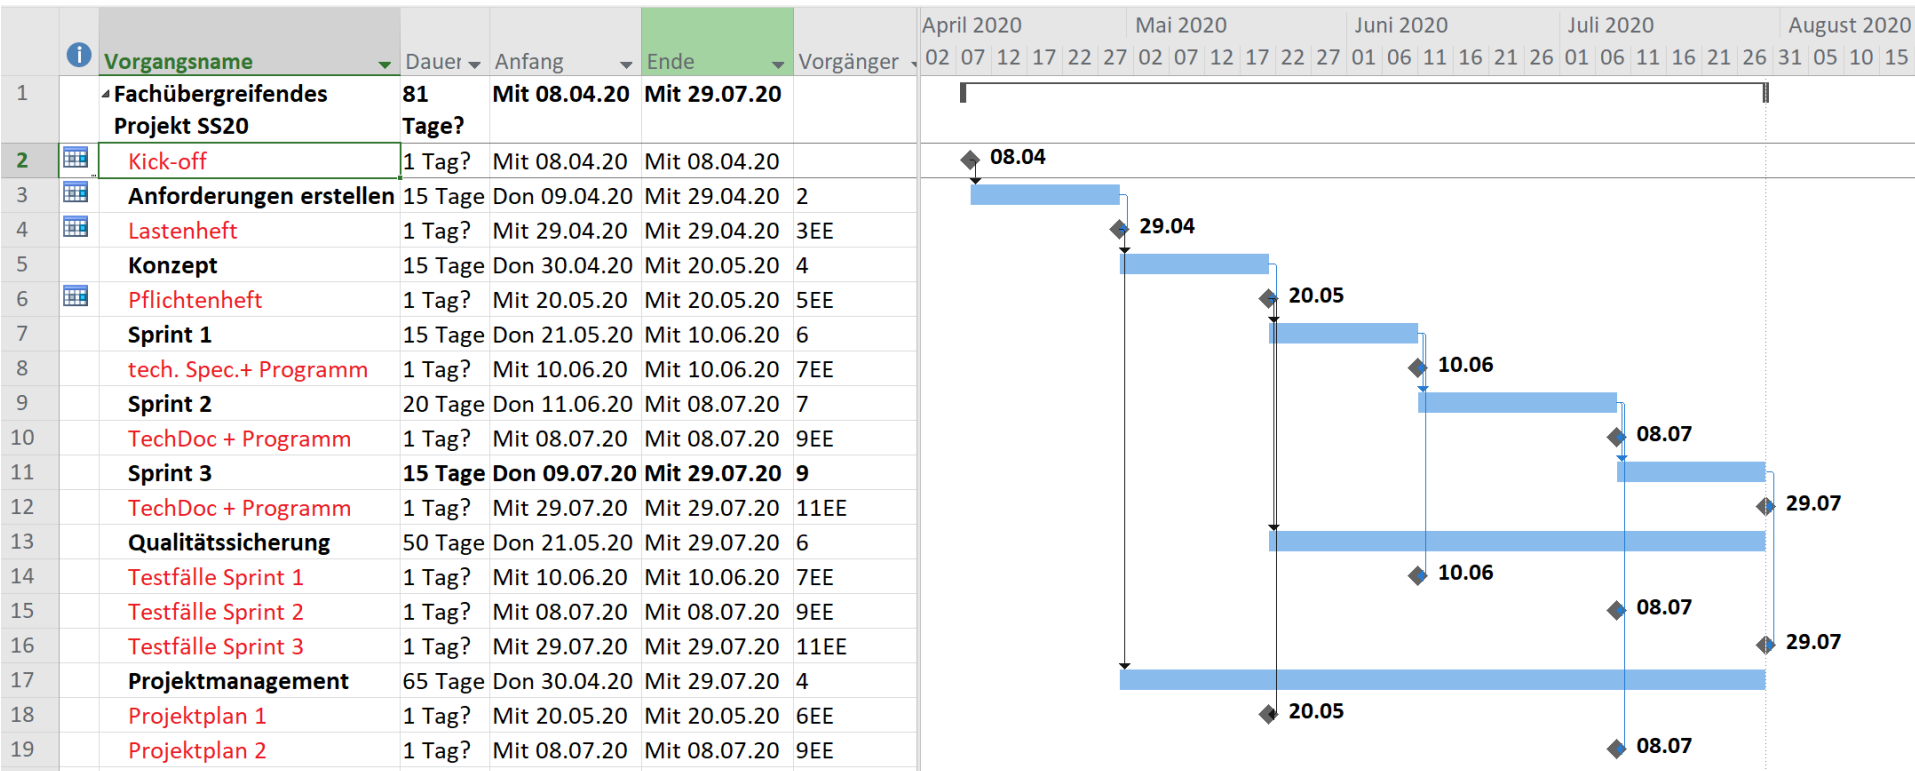 April 2020 Mai 2020 Juni 2020 Juli 2020 August 2020
Vorgangsname Dauer Anfang Ende Vorgänger 02 07 12 17 22 27 02 07 12 17 22 27 01 06 11 16 21 26 01 06 11 16 21 26 31 05 10 15
1 Fachübergreifendes 81 Mit 08.04.20 Mit 29.07.20
Projekt SS20 Tage?
2 Kick-off 1 Tag? Mit 08.04.20 Mit 08.04.20 08.04
3 Anforderungen erstellen 15 Tage Don 09.04.20 Mit 29.04.20 2
4 Lastenheft 1 Tag? Mit 29.04.20 Mit 29.04.20 3EE 29.04
5 Konzept 15 Tage Don 30.04.20 Mit 20.05.20 4
6 Pflichtenheft 1 Tag? Mit 20.05.20 Mit 20.05.20 5EE 20.05
7 Sprint 1 15 Tage Don 21.05.20 Mit 10.06.20 6
8 tech. Spec.+ Programm 1 Tag? Mit 10.06.20 Mit 10.06.20 7EE 10.06
9 Sprint 2 20 Tage Don 11.06.20 Mit 08.07.20 7
10 TechDoc + Programm 1 Tag? Mit 08.07.20 Mit 08.07.20 9EE 08.07
11 Sprint 3 15 Tage Don 09.07.20 Mit 29.07.20 9
12 TechDoc + Programm 1 Tag? Mit 29.07.20 Mit 29.07.20 11EE 29.07
13 Qualitätssicherung 50 Tage Don 21.05.20 Mit 29.07.20 6
14 Testfälle Sprint 1 1 Tag? Mit 10.06.20 Mit 10.06.20 7EE 10.06
15 Testfälle Sprint 2 1 Tag? Mit 08.07.20 Mit 08.07.20 9EE 08.07
16 Testfälle Sprint 3 1 Tag? Mit 29.07.20 Mit 29.07.20 11EE 29.07
17 Projektmanagement 65 Tage Don 30.04.20 Mit 29.07.20 4
18 Projektplan 1 1 Tag? Mit 20.05.20 Mit 20.05.20 6EE 20.05
19 Projektplan 2 1 Tag? Mit 08.07.20 Mit 08.07.20 9EE 08.07